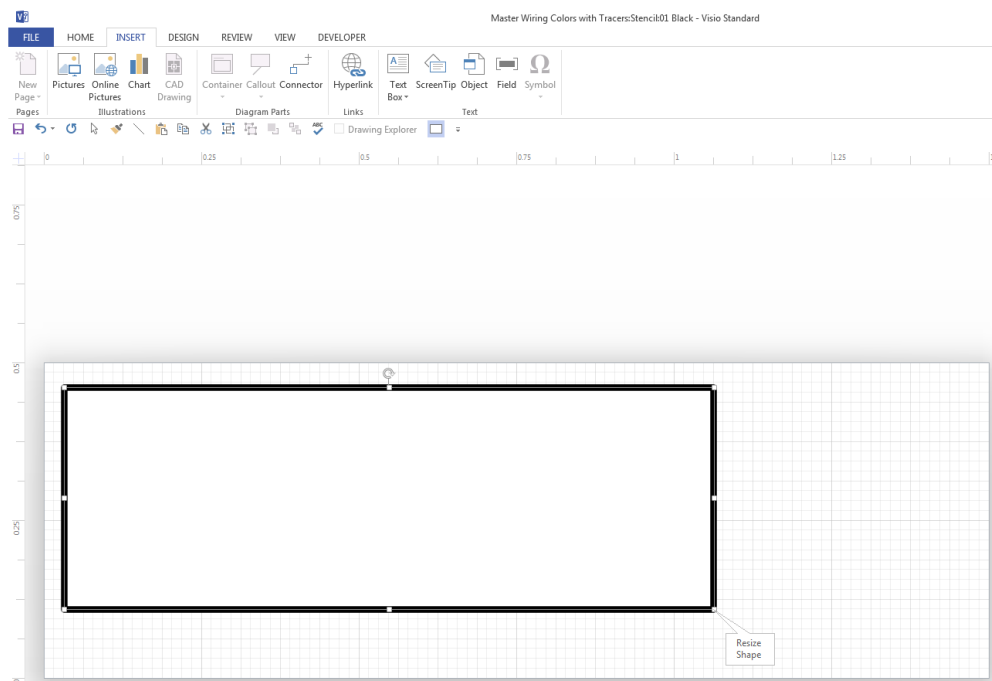 Master Wiring Colors with Tracers:Stencil:01 Black - Visio Standard
FILE HOME INSERT DESIGN REVIEW VIEW DEVELOPER
New Page
Pictures
Online Pictures
Chart
CAD Drawing
Container
Callout
Connector
Hyperlink
Text Box
ScreenTip
Object
Field
Symbol
Pages
Illustrations
Diagram Parts
Links
Text
ABC
Drawing Explorer
0 0.25 0.5 0.75 1 1.25
0.75
0.5
0.25
Resize
Shape